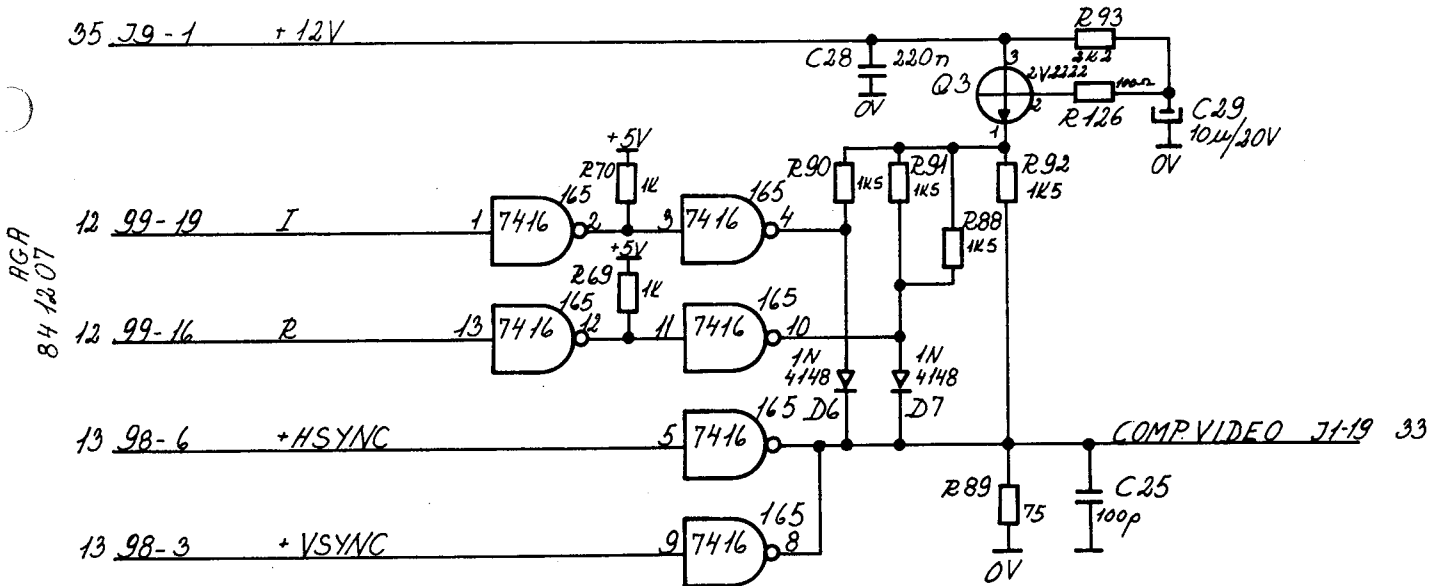 35 J9-1 +12V
R93
2K2
C28 220n
0V
Q3
3
2V2222
2
1
100Ω
R126
C29
10µ/20V
0V
+5V
R70
1K
R90
1K5
R91
1K5
R92
1K5
R88
1K5
12 99-19 I
1 7416 165 2
3 7416 165 4
+5V
R69
1K
AGA
84 1207
12 99-16 R
13 7416 165 12
11 7416 165 10
1N
4148
D6
1N
4148
D7
13 98-6 +HSYNC
5 7416 165
COMP.VIDEO J1-19 33
R89
75
0V
C25
100p
13 98-3 +VSYNC
9 7416 165 8